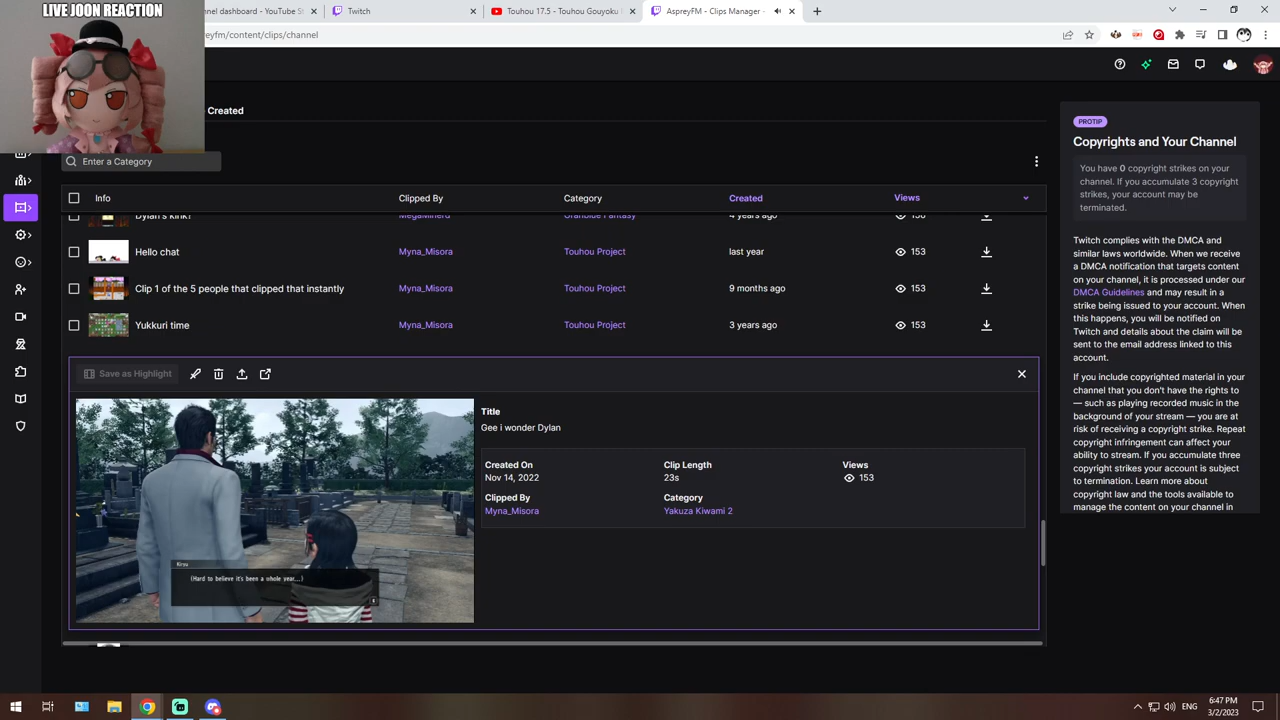 LIVE JOON REACTION
nnel dashboard - YouTube St
Twitch
Touhou 17.5 - Touhou Gouyoku
AspreyFM - Clips Manager -
eyfm/content/clips/channel
Created
Enter a Category
Info
Clipped By
Category
Created
Views
Dylan's kink?
MegaMinerd
Granblue Fantasy
4 years ago
156
Hello chat
Myna_Misora
Touhou Project
last year
153
Clip 1 of the 5 people that clipped that instantly
Myna_Misora
Touhou Project
9 months ago
153
Yukkuri time
Myna_Misora
Touhou Project
3 years ago
153
Save as Highlight
Kiryu
(Hard to believe it's been a whole year...)
Title
Gee i wonder Dylan
Created On
Clip Length
Views
Nov 14, 2022
23s
153
Clipped By
Category
Myna_Misora
Yakuza Kiwami 2
PROTIP
Copyrights and Your Channel
You have 0 copyright strikes on your
channel. If you accumulate 3 copyright
strikes, your account may be
terminated.
Twitch complies with the DMCA and
similar laws worldwide. When we receive
a DMCA notification that targets content
on your channel, it is processed under our
DMCA Guidelines and may result in a
strike being issued to your account. When
this happens, you will be notified on
Twitch and details about the claim will be
sent to the email address linked to this
account.
If you include copyrighted material in your
channel that you don't have the rights to
— such as playing recorded music in the
background of your stream — you are at
risk of receiving a copyright strike. Repeat
copyright infringement can affect your
ability to stream. If you accumulate three
copyright strikes your account is subject
to termination. Learn more about
copyright law and the tools available to
manage the content on your channel in
ENG
6:47 PM
3/2/2023